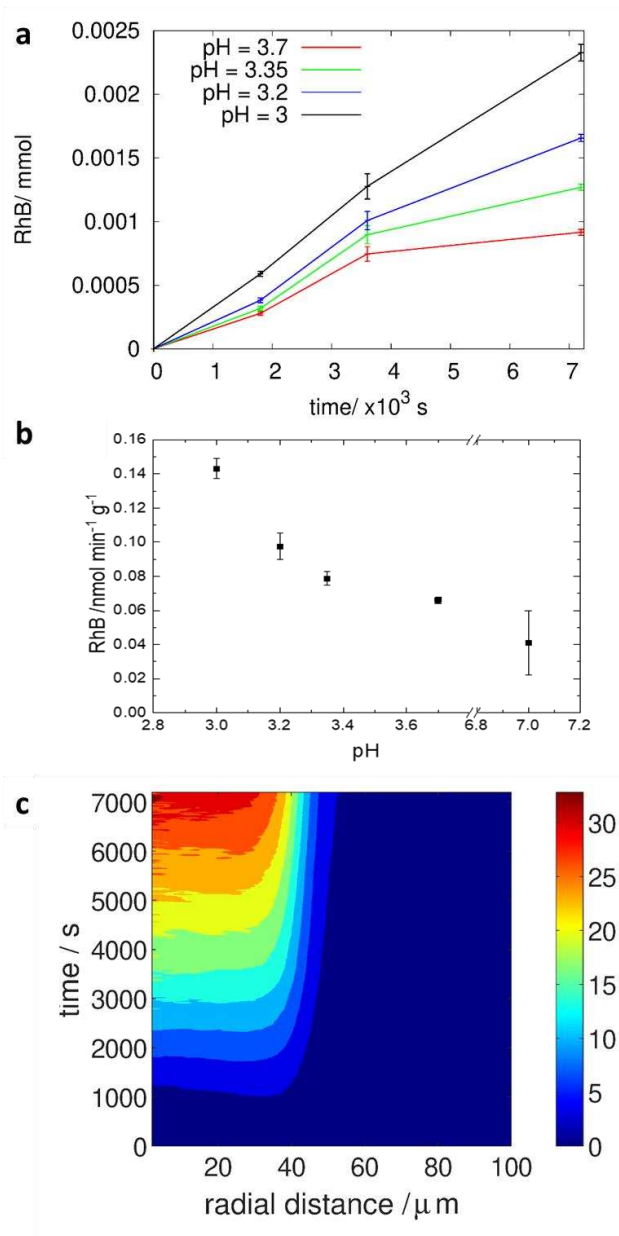 a
0.0025
0.002
0.0015
0.001
0.0005
0
RhB/ mmol
pH = 3.7
pH = 3.35
pH = 3.2
pH = 3
0 1 2 3 4 5 6 7
time/ x10³ s
b
0.16
0.14
0.12
0.10
0.08
0.06
0.04
0.02
0.00
RhB /nmol min⁻¹ g⁻¹
2.8 3.0 3.2 3.4 3.6 6.8 7.0 7.2
pH
c
7000
6000
5000
4000
3000
2000
1000
0
time / s
20 40 60 80 100
radial distance /μm
30
25
20
15
10
5
0